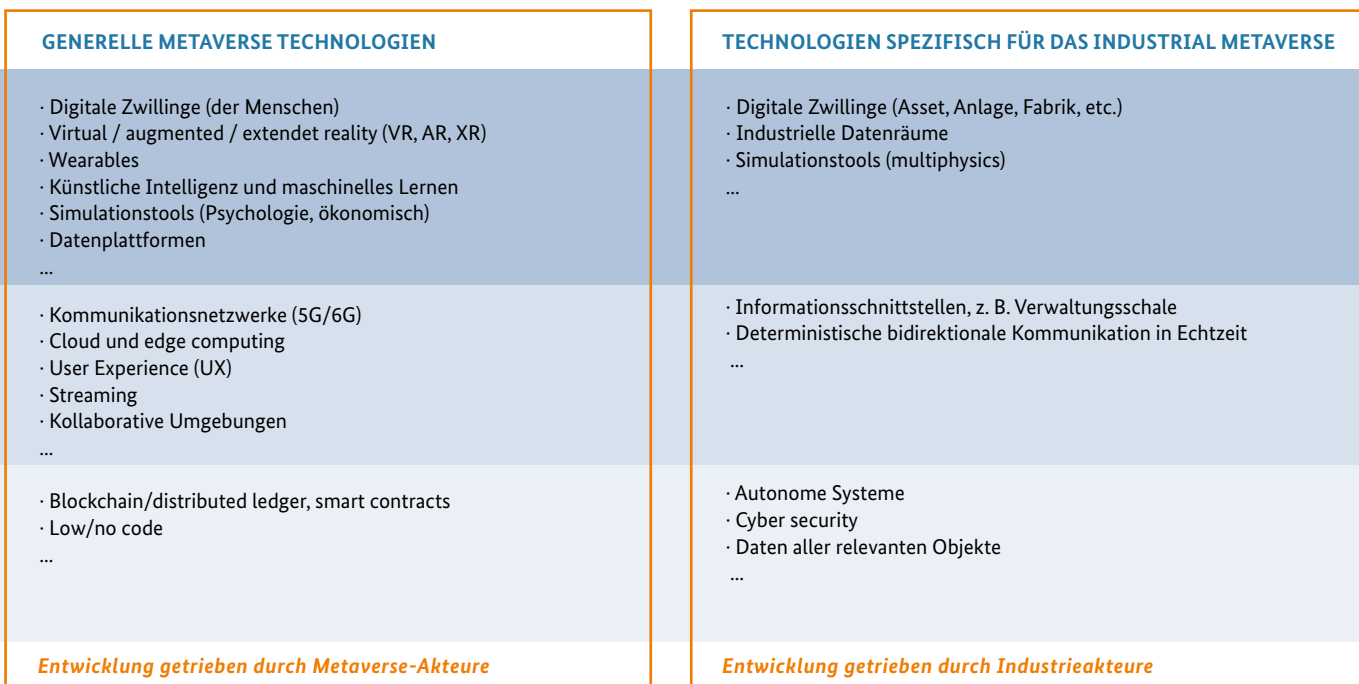 GENERELLE METAVERSE TECHNOLOGIEN
· Digitale Zwillinge (der Menschen)
· Virtual / augmented / extendet reality (VR, AR, XR)
· Wearables
· Künstliche Intelligenz und maschinelles Lernen
· Simulationstools (Psychologie, ökonomisch)
· Datenplattformen
...
· Kommunikationsnetzwerke (5G/6G)
· Cloud und edge computing
· User Experience (UX)
· Streaming
· Kollaborative Umgebungen
...
· Blockchain/distributed ledger, smart contracts
· Low/no code
...
Entwicklung getrieben durch Metaverse-Akteure
TECHNOLOGIEN SPEZIFISCH FÜR DAS INDUSTRIAL METAVERSE
· Digitale Zwillinge (Asset, Anlage, Fabrik, etc.)
· Industrielle Datenräume
· Simulationstools (multiphysics)
...
· Informationsschnittstellen, z. B. Verwaltungsschale
· Deterministische bidirektionale Kommunikation in Echtzeit
...
· Autonome Systeme
· Cyber security
· Daten aller relevanten Objekte
...
Entwicklung getrieben durch Industrieakteure